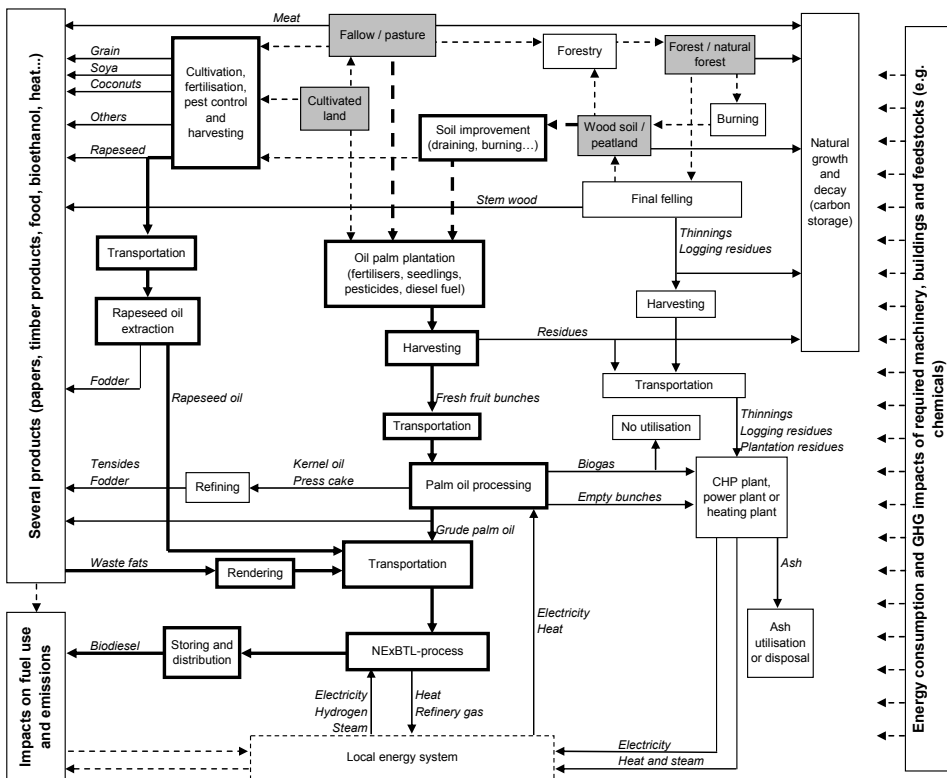 Several products (papers, timber products, food, bioethanol, heat...)
Meat
Fallow / pasture
Grain
Soya
Coconuts
Others
Rapeseed
Cultivation,
fertilisation,
pest control
and
harvesting
Cultivated
land
Forestry
Forest / natural
forest
Burning
Soil improvement
(draining, burning…)
Wood soil /
peatland
Natural
growth and
decay
(carbon
storage)
Stem wood
Final felling
Thinnings
Logging residues
Transportation
Oil palm plantation
(fertilisers, seedlings,
pesticides, diesel fuel)
Rapeseed oil
extraction
Harvesting
Harvesting
Residues
Fodder
Rapeseed oil
Transportation
Fresh fruit bunches
Thinnings
Logging residues
Plantation residues
Transportation
No utilisation
Tensides
Fodder
Refining
Kernel oil
Press cake
Palm oil processing
Biogas
Empty bunches
CHP plant,
power plant or
heating plant
Grude palm oil
Waste fats
Rendering
Transportation
Ash
Electricity
Heat
Ash
utilisation
or disposal
Impacts on fuel use
and emissions
Biodiesel
Storing and
distribution
NExBTL-process
Electricity
Hydrogen
Steam
Heat
Refinery gas
Local energy system
Electricity
Heat and steam
Energy consumption and GHG impacts of required machinery, buildings and feedstocks (e.g.
chemicals)